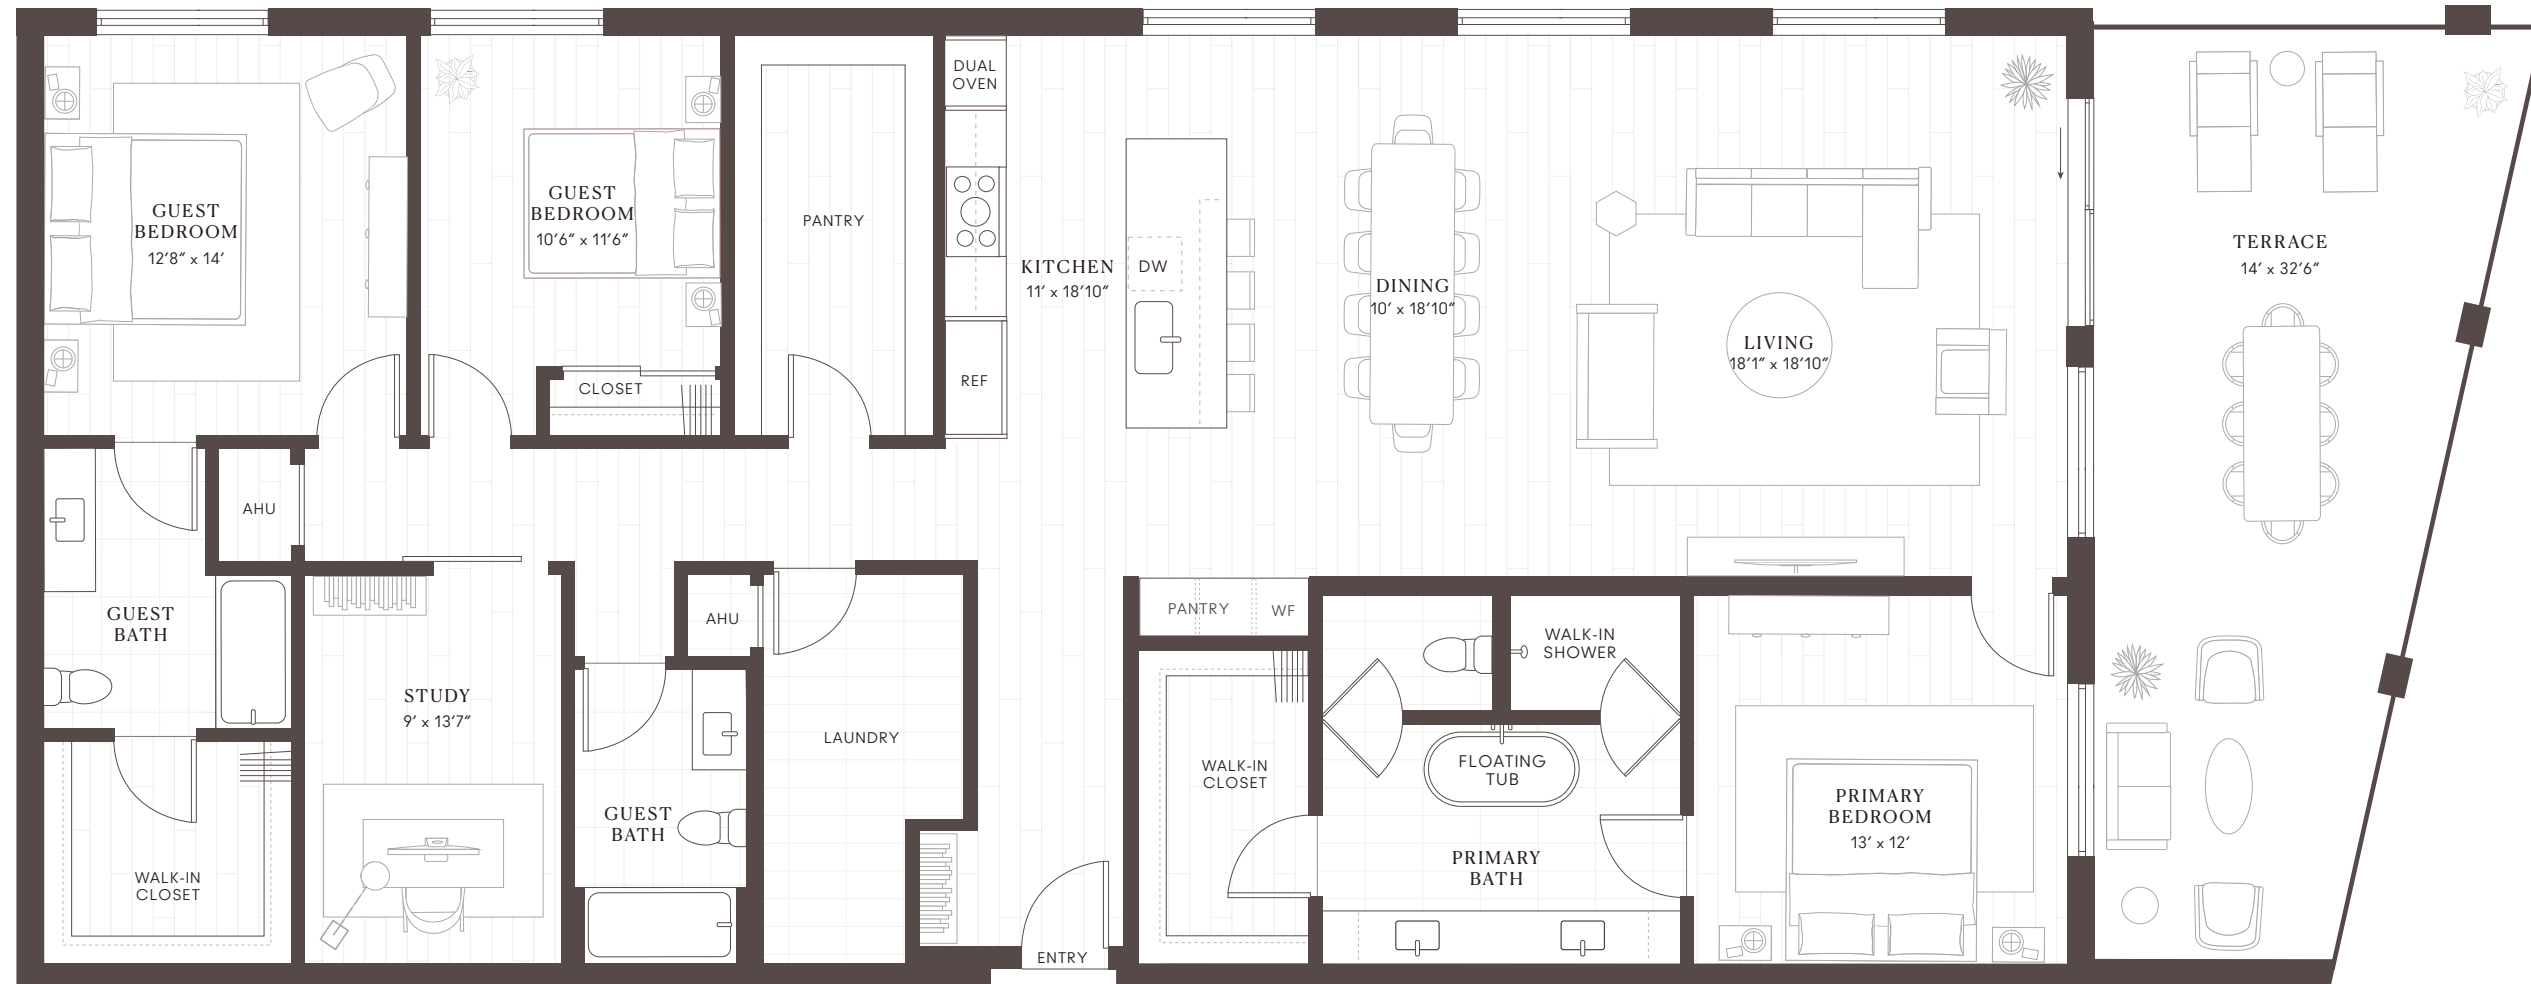 GUEST
BEDROOM
12'8" x 14'
GUEST
BEDROOM
10'6" x 11'6"
CLOSET
PANTRY
DUAL
OVEN
REF
KITCHEN
11' x 18'10"
DW
DINING
10' x 18'10"
LIVING
18'1" x 18'10"
TERRACE
14' x 32'6"
AHU
GUEST
BATH
WALK-IN
CLOSET
STUDY
9' x 13'7"
AHU
GUEST
BATH
LAUNDRY
ENTRY
PANTRY
WF
WALK-IN
CLOSET
WALK-IN
SHOWER
FLOATING
TUB
PRIMARY
BATH
PRIMARY
BEDROOM
13' x 12'